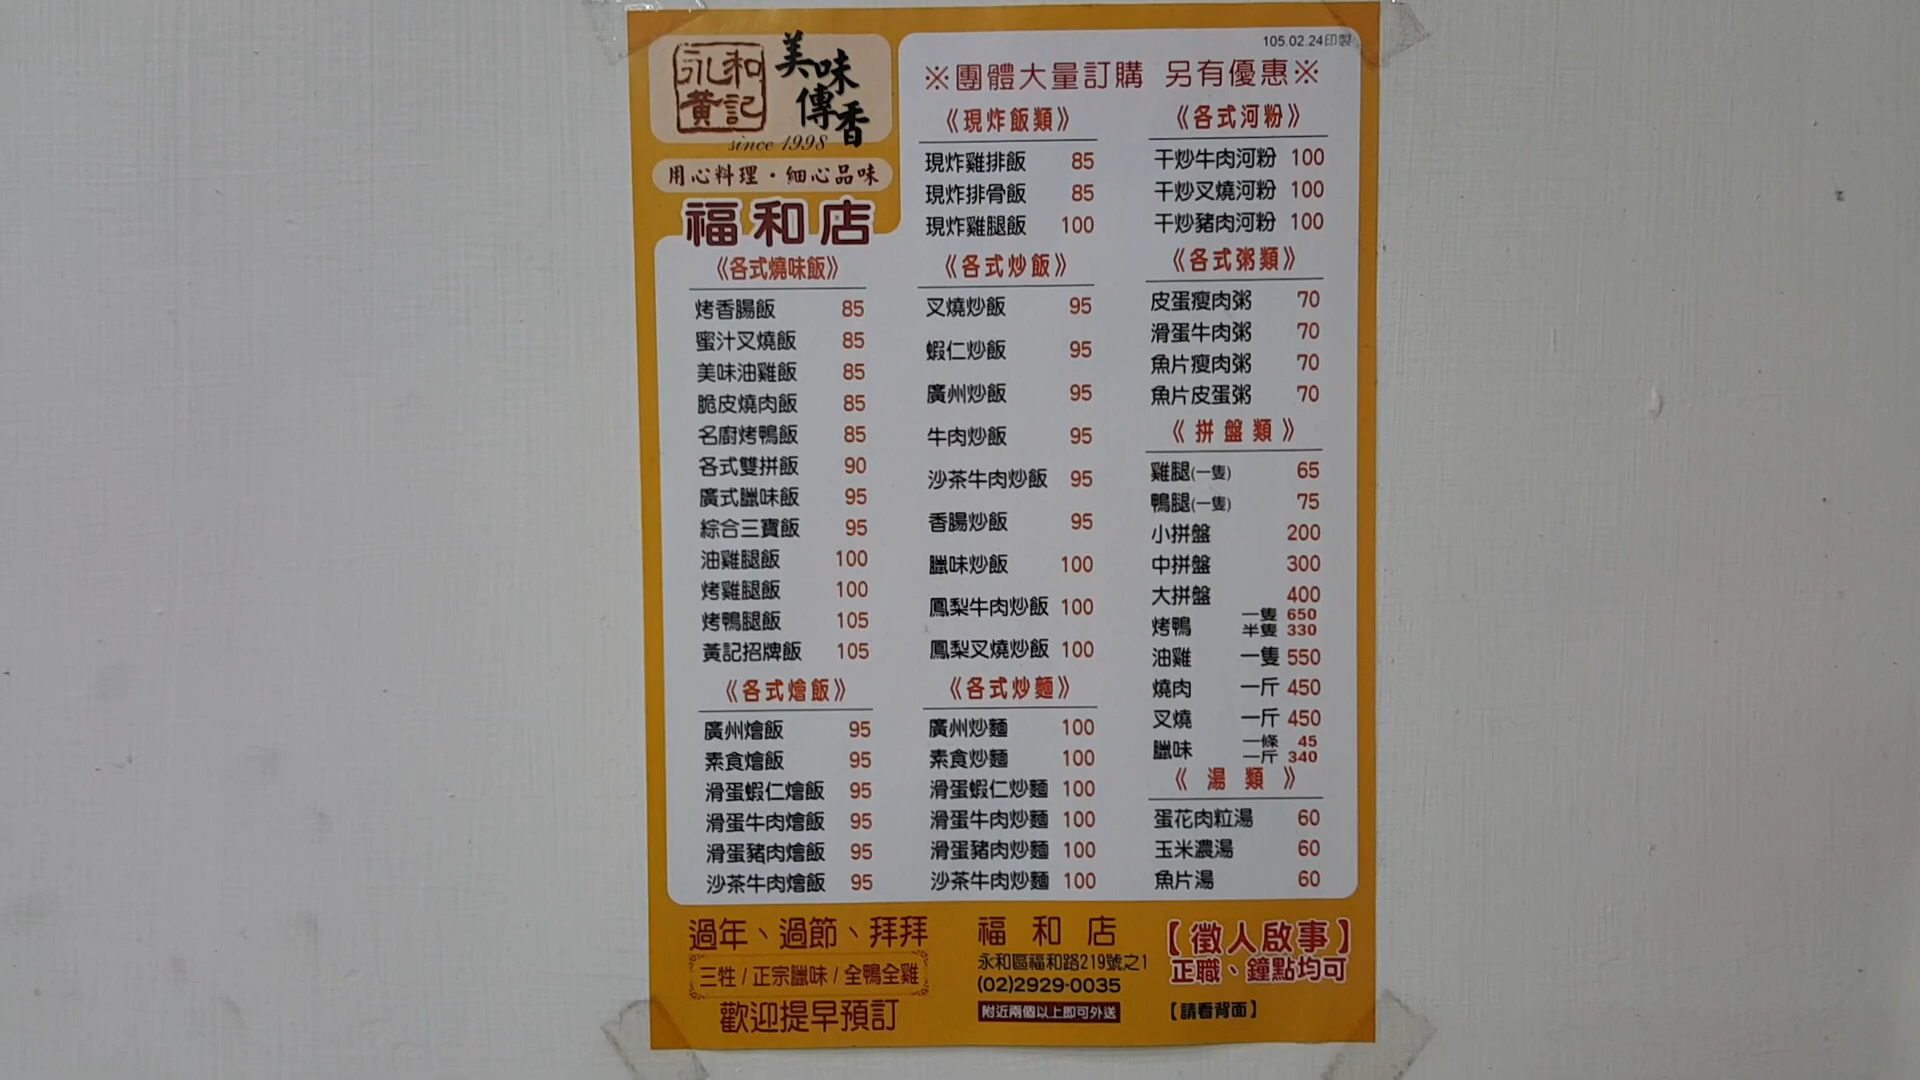 永和
黃記
美味
傳香
since 1998
用心料理·細心品味
福和店
《各式燒味飯》
烤香腸飯 85
蜜汁叉燒飯 85
美味油雞飯 85
脆皮燒肉飯 85
名廚烤鴨飯 85
各式雙拼飯 90
廣式臘味飯 95
綜合三寶飯 95
油雞腿飯 100
烤雞腿飯 100
烤鴨腿飯 105
黃記招牌飯 105
《各式燴飯》
廣州燴飯 95
素食燴飯 95
滑蛋蝦仁燴飯 95
滑蛋牛肉燴飯 95
滑蛋豬肉燴飯 95
沙茶牛肉燴飯 95
105.02.24印製
※團體大量訂購 另有優惠※
《現炸飯類》
現炸雞排飯 85
現炸排骨飯 85
現炸雞腿飯 100
《各式炒飯》
叉燒炒飯 95
蝦仁炒飯 95
廣州炒飯 95
牛肉炒飯 95
沙茶牛肉炒飯 95
香腸炒飯 95
臘味炒飯 100
鳳梨牛肉炒飯 100
鳳梨叉燒炒飯 100
《各式炒麵》
廣州炒麵 100
素食炒麵 100
滑蛋蝦仁炒麵 100
滑蛋牛肉炒麵 100
滑蛋豬肉炒麵 100
沙茶牛肉炒麵 100
《各式河粉》
干炒牛肉河粉 100
干炒叉燒河粉 100
干炒豬肉河粉 100
《各式粥類》
皮蛋瘦肉粥 70
滑蛋牛肉粥 70
魚片瘦肉粥 70
魚片皮蛋粥 70
《拼盤類》
雞腿(一隻) 65
鴨腿(一隻) 75
小拼盤 200
中拼盤 300
大拼盤 400
烤鴨 一隻 650
半隻 330
油雞 一隻 550
燒肉 一斤 450
叉燒 一斤 450
臘味 一條 45
一斤 340
《湯類》
蛋花肉粒湯 60
玉米濃湯 60
魚片湯 60
過年、過節、拜拜
三牲/正宗臘味/全鴨全雞
歡迎提早預訂
福和店
永和區福和路219號之1
(02)2929-0035
附近兩個以上即可外送
【徵人啟事】
正職、鐘點均可
【請看背面】